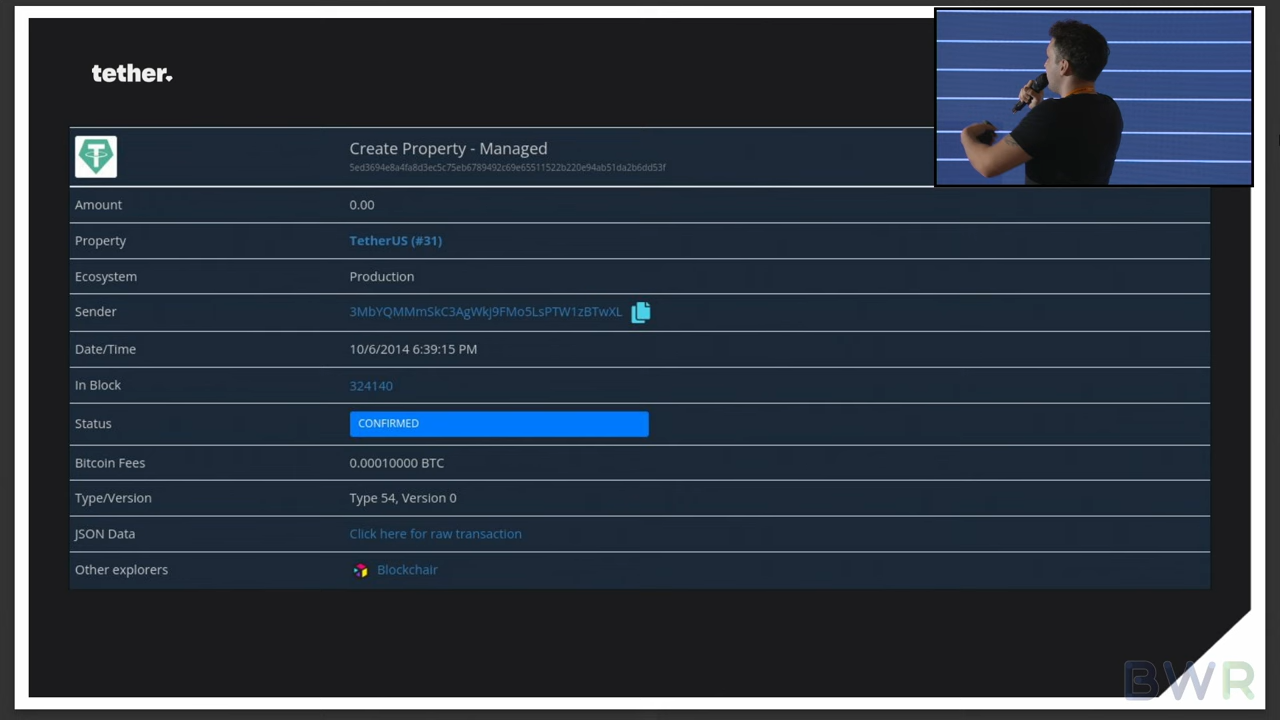 tether.
Create Property - Managed
5ed3694e8a4fa8d3ec5c75eb6789492c69e65511522b220e94ab51da2b6dd53f
Amount 0.00
Property TetherUS (#31)
Ecosystem Production
Sender 3MbYQMMmSkC3AgWkj9FMo5LsPTW1zBTwXL
Date/Time 10/6/2014 6:39:15 PM
In Block 324140
Status CONFIRMED
Bitcoin Fees 0.00010000 BTC
Type/Version Type 54, Version 0
JSON Data Click here for raw transaction
Other explorers Blockchair
BWR